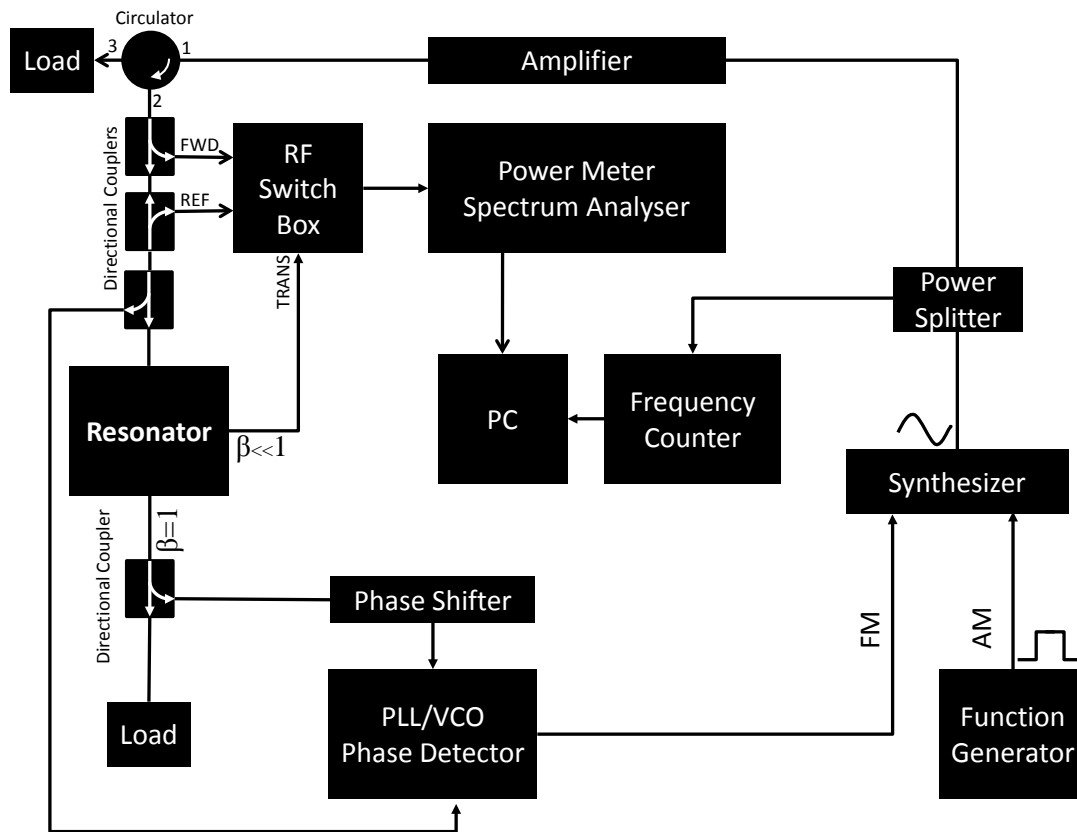 Circulator
Load
3
1
2
Amplifier
Directional Couplers
FWD
REF
RF
Switch
Box
Power Meter
Spectrum Analyser
TRANS
Power
Splitter
PC
Frequency
Counter
Resonator
β<<1
Synthesizer
β=1
Directional Coupler
Phase Shifter
FM
AM
Load
PLL/VCO
Phase Detector
Function
Generator